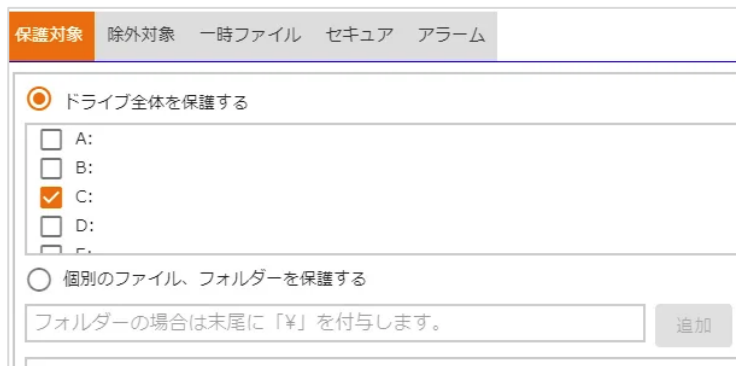 保護対象 除外対象 一時ファイル セキュア アラーム
ドライブ全体を保護する
A:
B:
C:
D:
個別のファイル、フォルダーを保護する
フォルダーの場合は末尾に「¥」を付与します。 追加